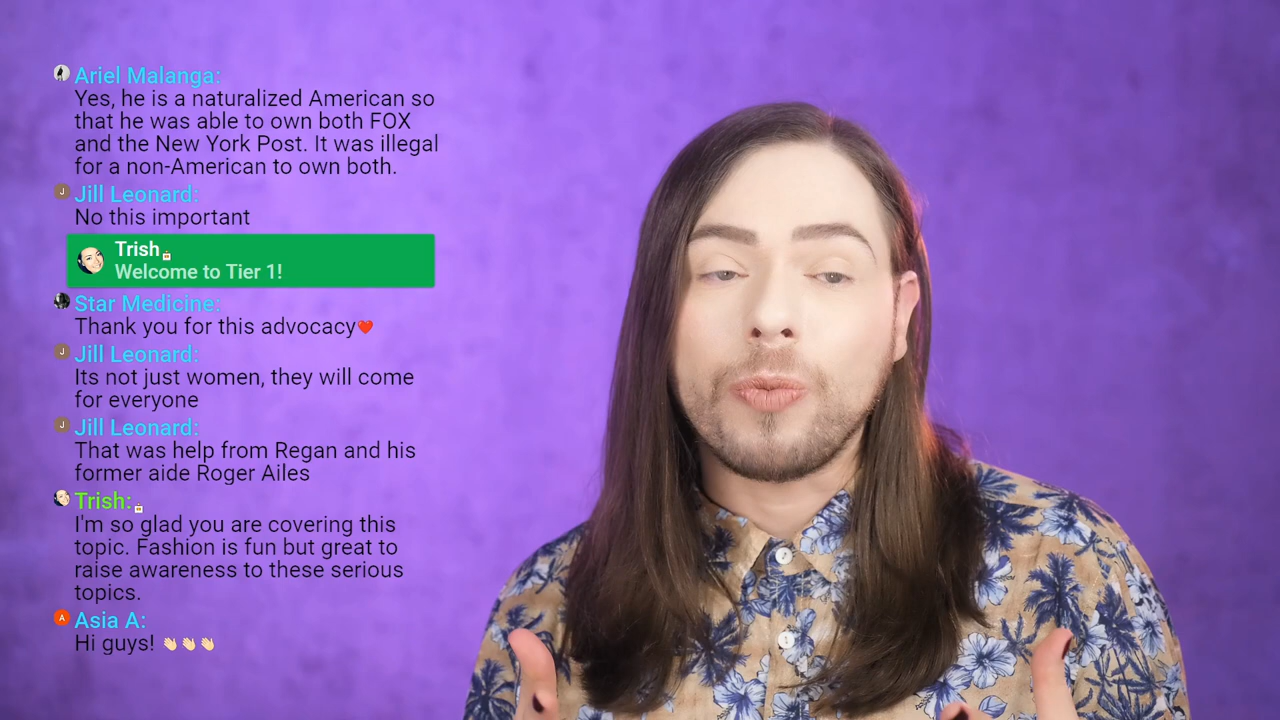 Ariel Malanga:
Yes, he is a naturalized American so
that he was able to own both FOX
and the New York Post. It was illegal
for a non-American to own both.
J
Jill Leonard:
No this important
Trish
Welcome to Tier 1!
Star Medicine:
Thank you for this advocacy❤️
J
Jill Leonard:
Its not just women, they will come
for everyone
J
Jill Leonard:
That was help from Regan and his
former aide Roger Ailes
Trish:
I'm so glad you are covering this
topic. Fashion is fun but great to
raise awareness to these serious
topics.
A
Asia A:
Hi guys! 👏🏻👏🏻👏🏻